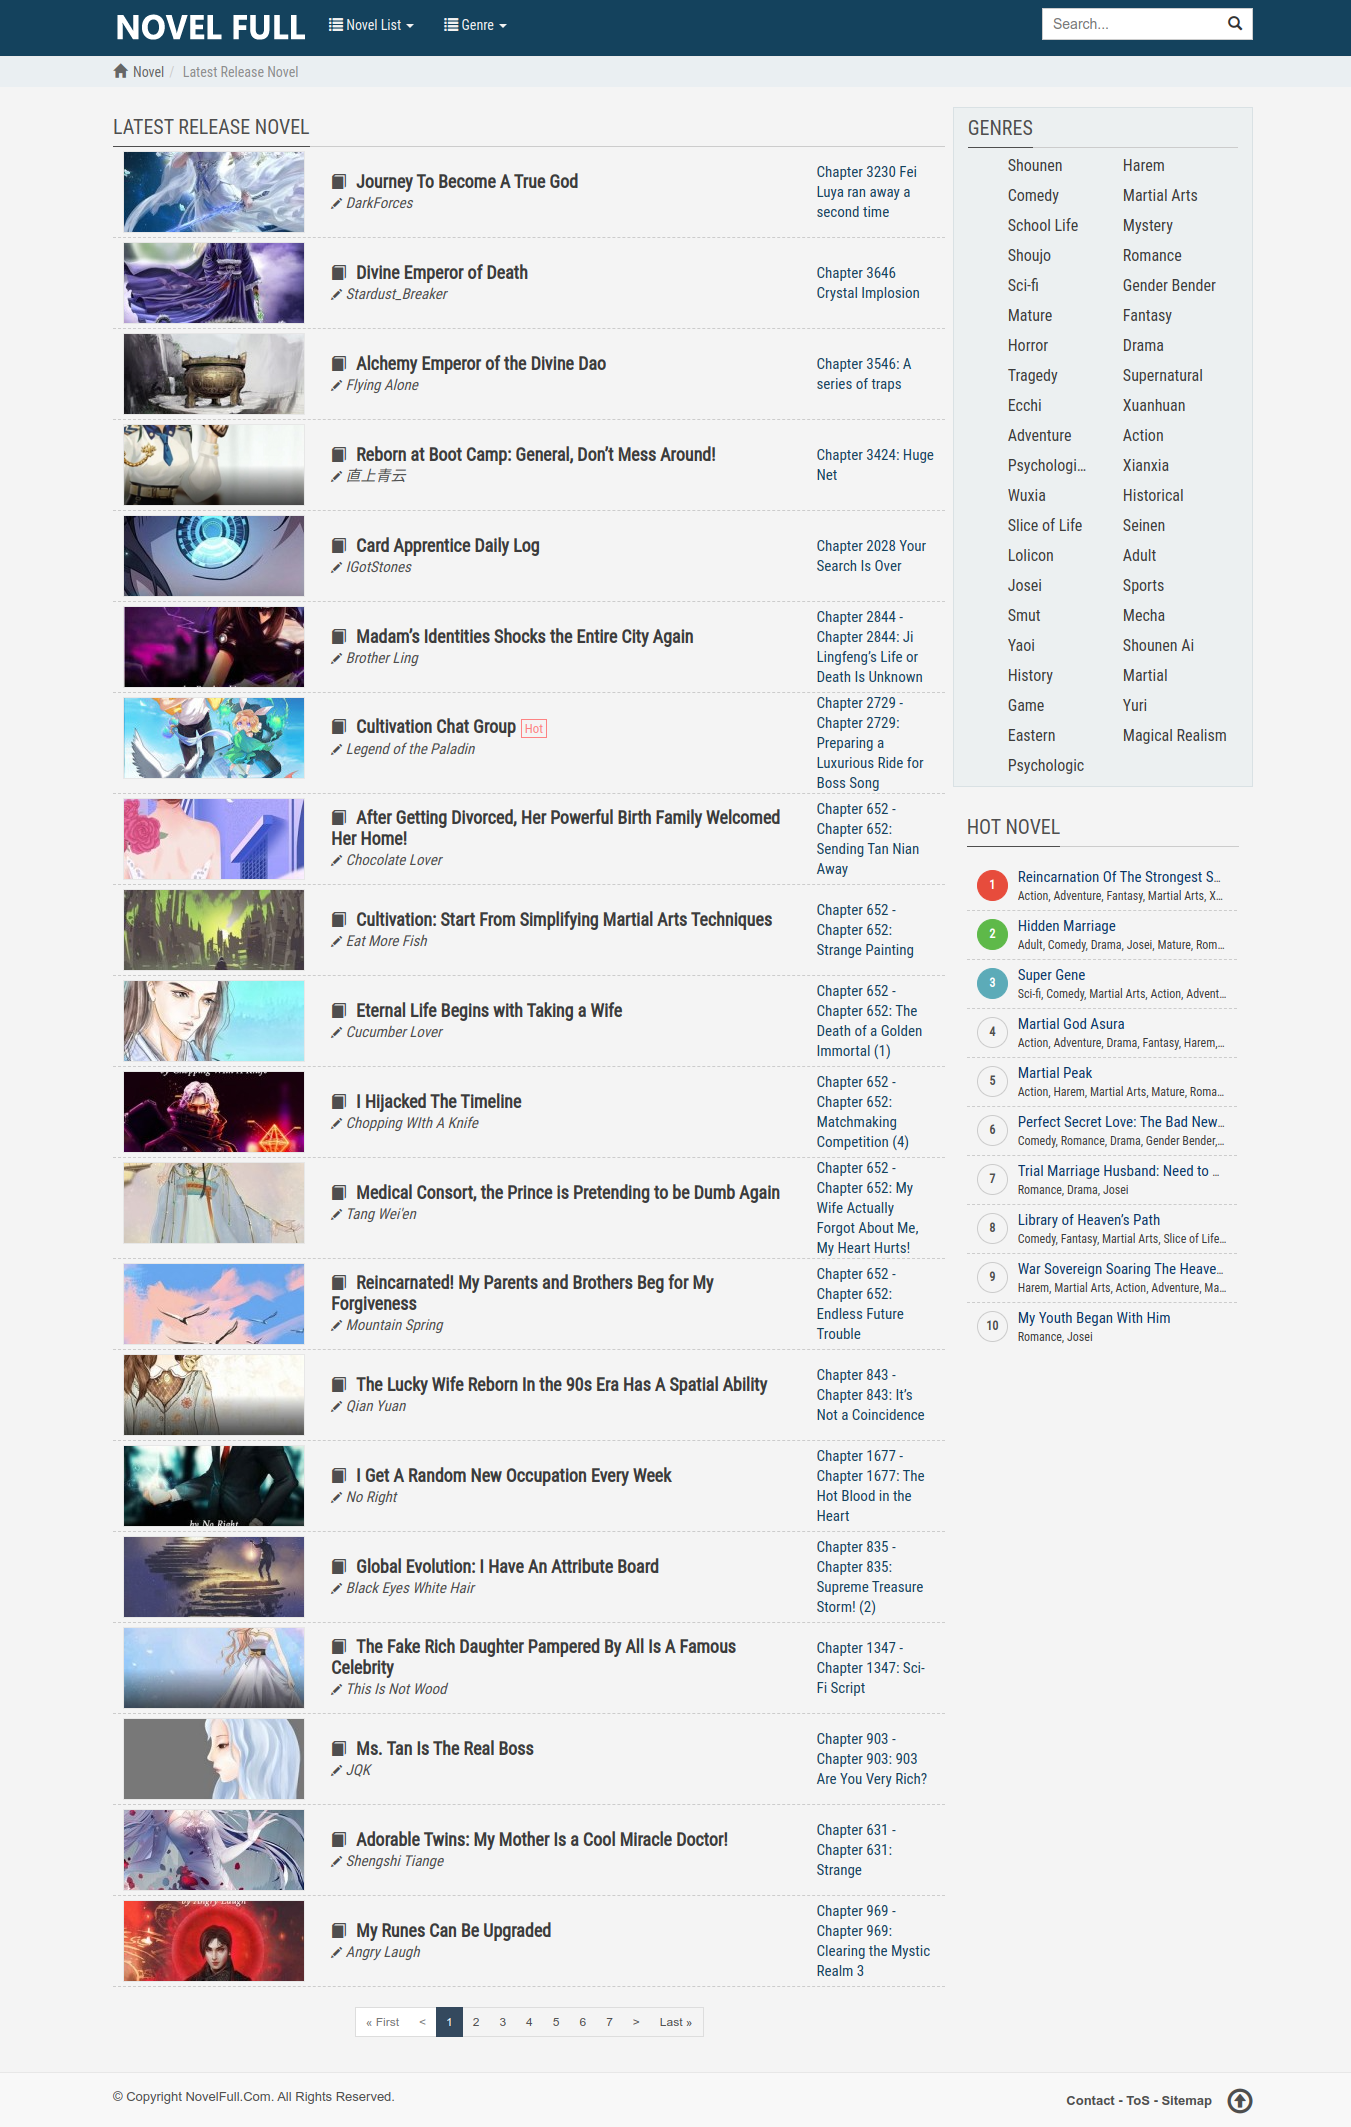 NOVEL FULL
Novel List
Genre
Search...
Novel / Latest Release Novel
LATEST RELEASE NOVEL
Journey To Become A True God
DarkForces
Chapter 3230 Fei
Luya ran away a
second time
Divine Emperor of Death
Stardust_Breaker
Chapter 3646
Crystal Implosion
Alchemy Emperor of the Divine Dao
Flying Alone
Chapter 3546: A
series of traps
Reborn at Boot Camp: General, Don’t Mess Around!
直上青云
Chapter 3424: Huge
Net
Card Apprentice Daily Log
IGotStones
Chapter 2028 Your
Search Is Over
Madam’s Identities Shocks the Entire City Again
Brother Ling
Chapter 2844 -
Chapter 2844: Ji
Lingfeng’s Life or
Death Is Unknown
Cultivation Chat Group Hot
Legend of the Paladin
Chapter 2729 -
Chapter 2729:
Preparing a
Luxurious Ride for
Boss Song
After Getting Divorced, Her Powerful Birth Family Welcomed
Her Home!
Chocolate Lover
Chapter 652 -
Chapter 652:
Sending Tan Nian
Away
Cultivation: Start From Simplifying Martial Arts Techniques
Eat More Fish
Chapter 652 -
Chapter 652:
Strange Painting
Eternal Life Begins with Taking a Wife
Cucumber Lover
Chapter 652 -
Chapter 652: The
Death of a Golden
Immortal (1)
I Hijacked The Timeline
Chopping WIth A Knife
Chapter 652 -
Chapter 652:
Matchmaking
Competition (4)
Medical Consort, the Prince is Pretending to be Dumb Again
Tang Wei'en
Chapter 652 -
Chapter 652: My
Wife Actually
Forgot About Me,
My Heart Hurts!
Reincarnated! My Parents and Brothers Beg for My
Forgiveness
Mountain Spring
Chapter 652 -
Chapter 652:
Endless Future
Trouble
The Lucky Wife Reborn In the 90s Era Has A Spatial Ability
Qian Yuan
Chapter 843 -
Chapter 843: It’s
Not a Coincidence
I Get A Random New Occupation Every Week
No Right
by No Right
Chapter 1677 -
Chapter 1677: The
Hot Blood in the
Heart
Global Evolution: I Have An Attribute Board
Black Eyes White Hair
Chapter 835 -
Chapter 835:
Supreme Treasure
Storm! (2)
The Fake Rich Daughter Pampered By All Is A Famous
Celebrity
This Is Not Wood
Chapter 1347 -
Chapter 1347: Sci-
Fi Script
Ms. Tan Is The Real Boss
JQK
Chapter 903 -
Chapter 903: 903
Are You Very Rich?
Adorable Twins: My Mother Is a Cool Miracle Doctor!
Shengshi Tiange
Chapter 631 -
Chapter 631:
Strange
My Runes Can Be Upgraded
Angry Laugh
by Angry Laugh
Chapter 969 -
Chapter 969:
Clearing the Mystic
Realm 3
« First < 1 2 3 4 5 6 7 > Last »
GENRES
Shounen Harem
Comedy Martial Arts
School Life Mystery
Shoujo Romance
Sci-fi Gender Bender
Mature Fantasy
Horror Drama
Tragedy Supernatural
Ecchi Xuanhuan
Adventure Action
Psychologi... Xianxia
Wuxia Historical
Slice of Life Seinen
Lolicon Adult
Josei Sports
Smut Mecha
Yaoi Shounen Ai
History Martial
Game Yuri
Eastern Magical Realism
Psychologic
HOT NOVEL
1 Reincarnation Of The Strongest S...
Action, Adventure, Fantasy, Martial Arts, X...
2 Hidden Marriage
Adult, Comedy, Drama, Josei, Mature, Rom...
3 Super Gene
Sci-fi, Comedy, Martial Arts, Action, Advent...
4 Martial God Asura
Action, Adventure, Drama, Fantasy, Harem,...
5 Martial Peak
Action, Harem, Martial Arts, Mature, Roma...
6 Perfect Secret Love: The Bad New...
Comedy, Romance, Drama, Gender Bender,...
7 Trial Marriage Husband: Need to ...
Romance, Drama, Josei
8 Library of Heaven’s Path
Comedy, Fantasy, Martial Arts, Slice of Life...
9 War Sovereign Soaring The Heave...
Harem, Martial Arts, Action, Adventure, Ma...
10 My Youth Began With Him
Romance, Josei
© Copyright NovelFull.Com. All Rights Reserved.
Contact - ToS - Sitemap